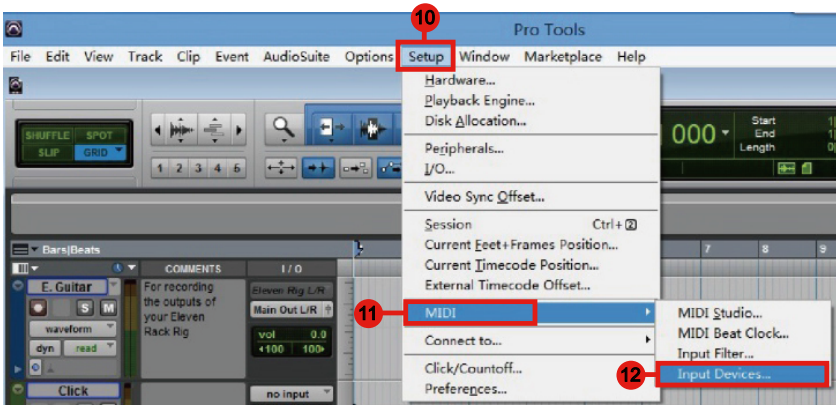 10
Pro Tools
File Edit View Track Clip Event AudioSuite Options Setup Window Marketplace Help
Hardware...
Playback Engine...
Disk Allocation...
Peripherals...
I/O...
Video Sync Offset...
Session Ctrl+2
Current Feet+Frames Position...
Current Timecode Position...
External Timecode Offset...
11
MIDI
Connect to...
Click/Countoff...
Preferences...
MIDI Studio...
MIDI Beat Clock...
Input Filter...
12
Input Devices...
SHUFFLE SPOT
SLIP GRID
1 2 3 4 5
000
Start
End
Length
Bars|Beats
7 8 9
COMMENTS I / O
E. Guitar
S M
waveform
dyn read
For recording
the outputs of
your Eleven
Rack Rig
Eleven Rig L/R
Main Out L/R
vol 0.0
100 100
Click
no input